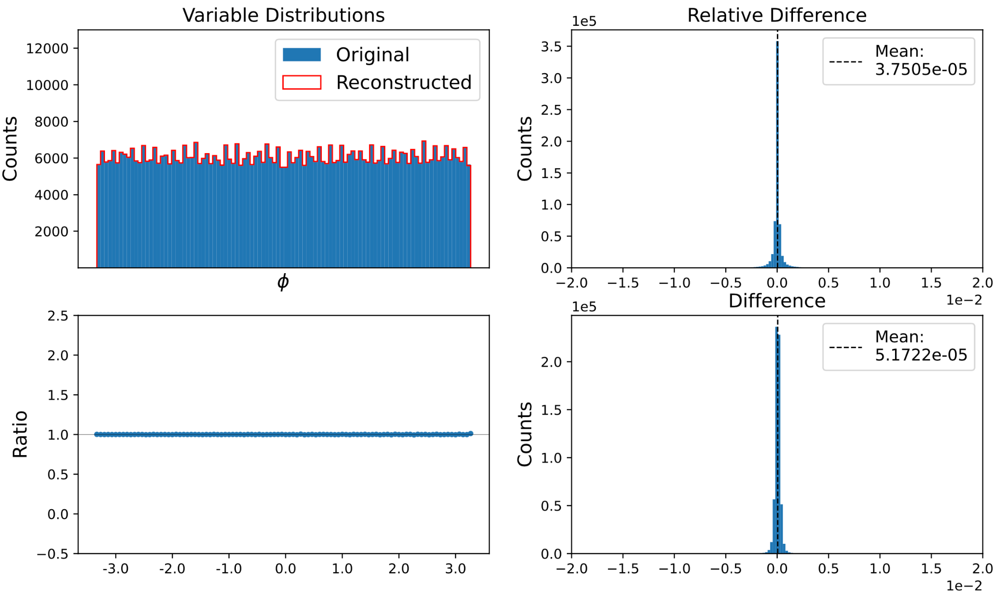 Variable Distributions
12000
10000
8000
6000
4000
2000
Counts
Original
Reconstructed
ϕ
Relative Difference
1e5
3.5
3.0
2.5
2.0
1.5
1.0
0.5
0.0
Counts
Mean:
3.7505e-05
−2.0 −1.5 −1.0 −0.5 0.0 0.5 1.0 1.5 2.0
1e−2
2.5
2.0
1.5
1.0
0.5
0.0
−0.5
Ratio
-3.0 -2.0 -1.0 0.0 1.0 2.0 3.0
Difference
1e5
2.0
1.5
1.0
0.5
0.0
Counts
Mean:
5.1722e-05
−2.0 −1.5 −1.0 −0.5 0.0 0.5 1.0 1.5 2.0
1e−2